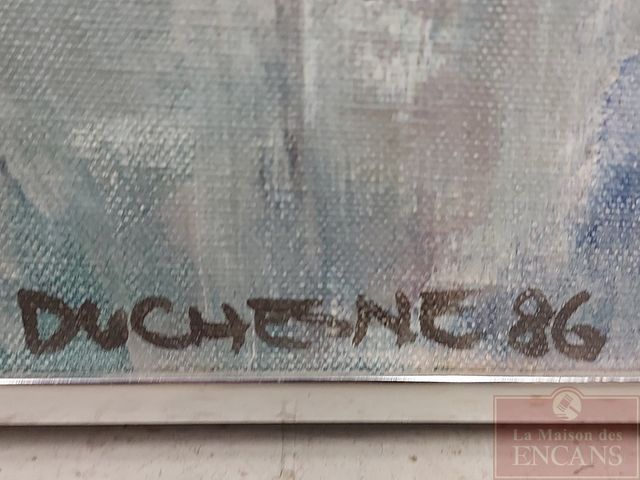 DUCHESNE 86
La Maison des
ENCANS